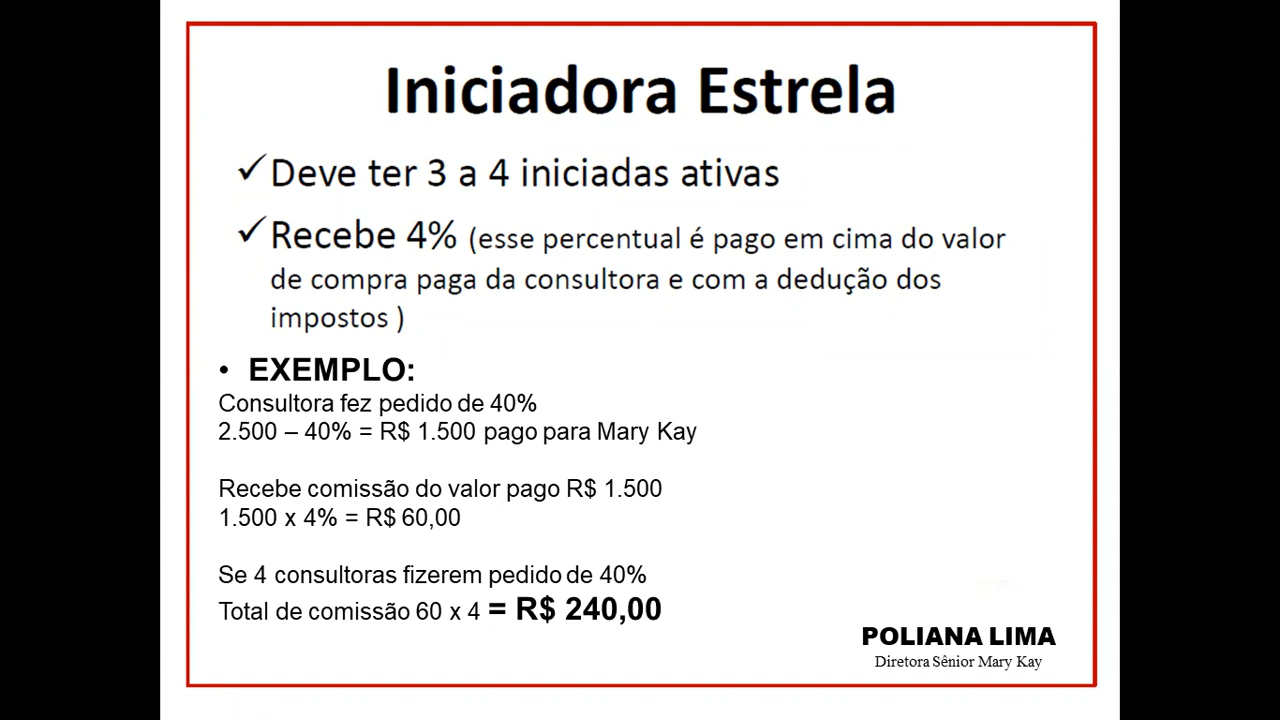 Iniciadora Estrela
✓Deve ter 3 a 4 iniciadas ativas
✓Recebe 4% (esse percentual é pago em cima do valor
de compra paga da consultora e com a dedução dos
impostos )
• EXEMPLO:
Consultora fez pedido de 40%
2.500 – 40% = R$ 1.500 pago para Mary Kay
Recebe comissão do valor pago R$ 1.500
1.500 x 4% = R$ 60,00
Se 4 consultoras fizerem pedido de 40%
Total de comissão 60 x 4 = R$ 240,00
POLIANA LIMA
Diretora Sênior Mary Kay